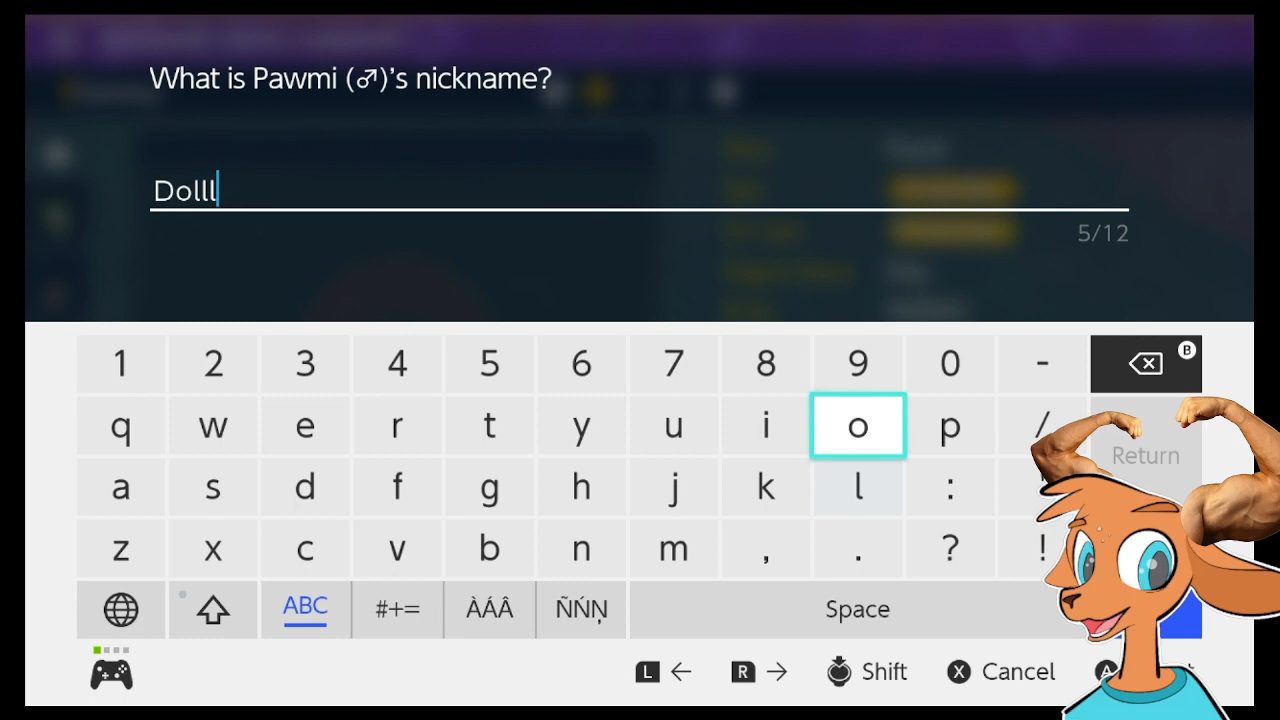 What is Pawmi (♂)'s nickname?
Dolll
5/12
1 2 3 4 5 6 7 8 9 0 - B
q w e r t y u i o p /
Return
a s d f g h j k l :
z x c v b n m , . ? !
ABC #+= ÀÁÂ ÑŃŅ Space
L ← R → Shift X Cancel A